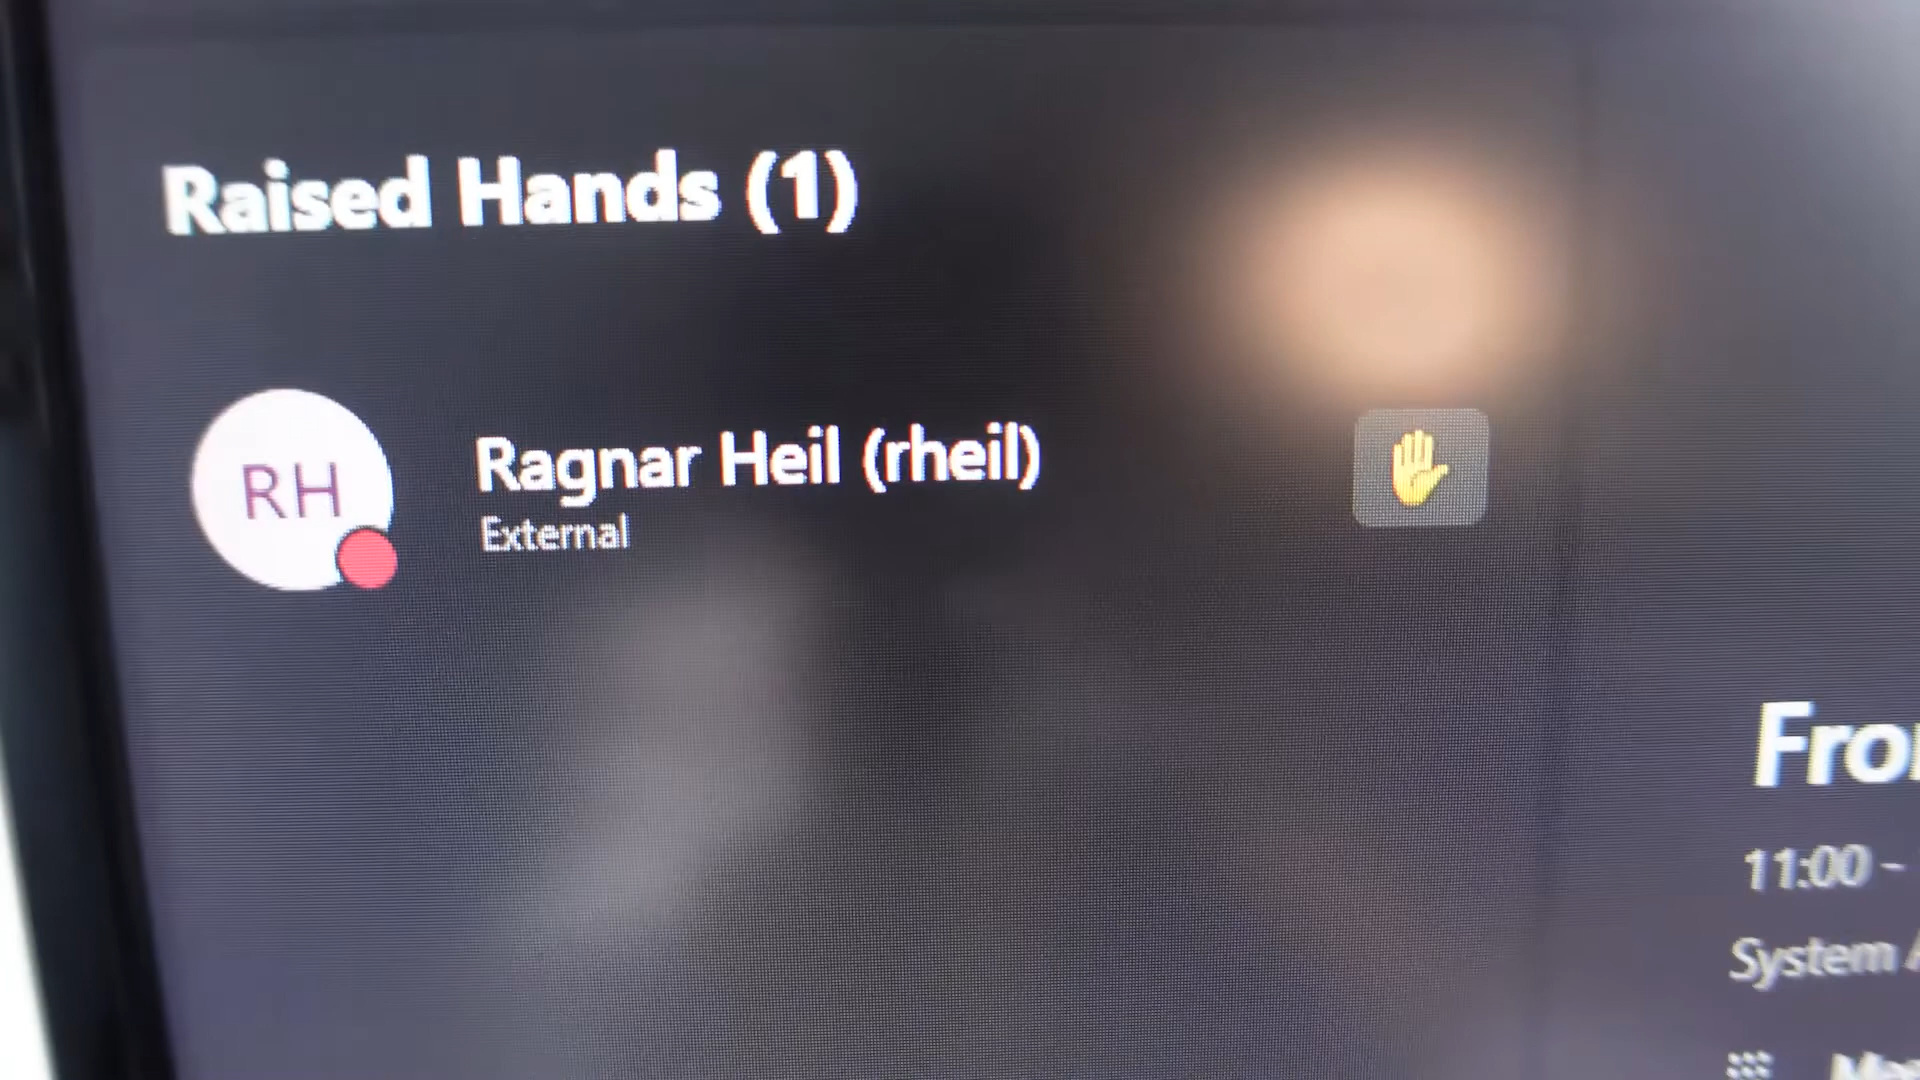 Raised Hands (1)
RH
Ragnar Heil (rheil)
External
11:00 -
System